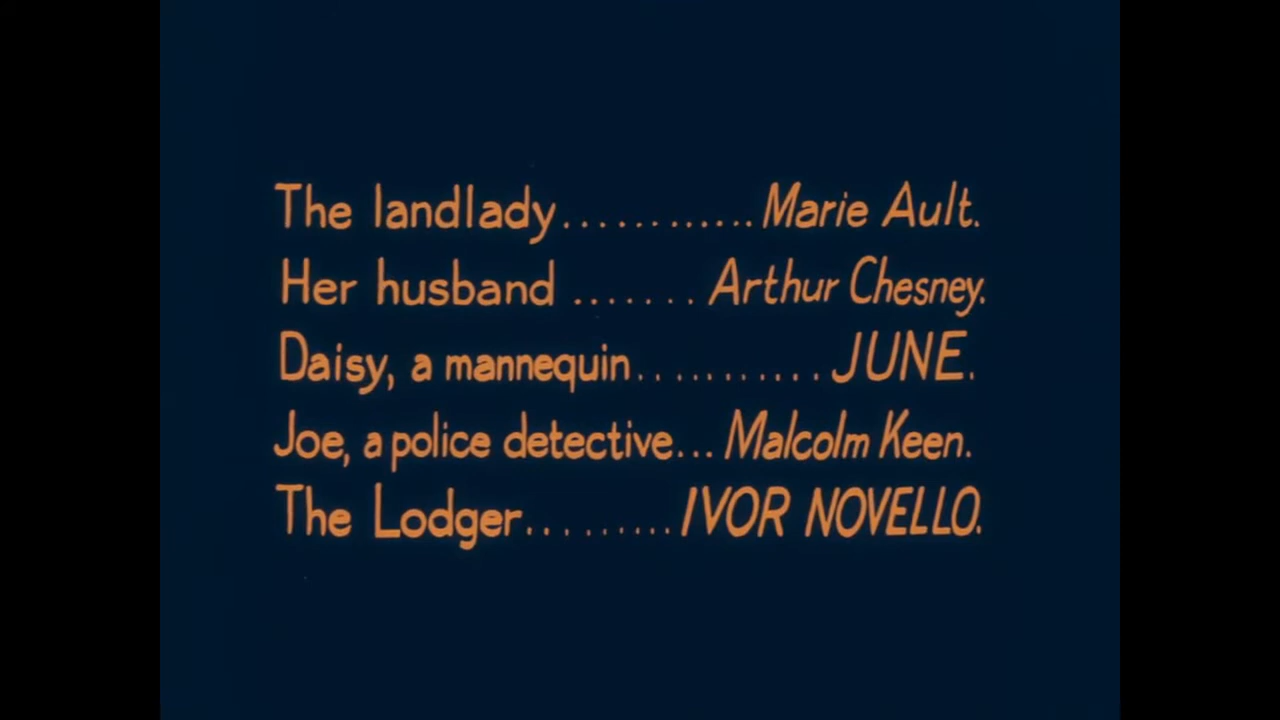 The landlady............Marie Ault.
Her husband .......Arthur Chesney.
Daisy, a mannequin...........JUNE.
Joe, a police detective...Malcolm Keen.
The Lodger.........IVOR NOVELLO.